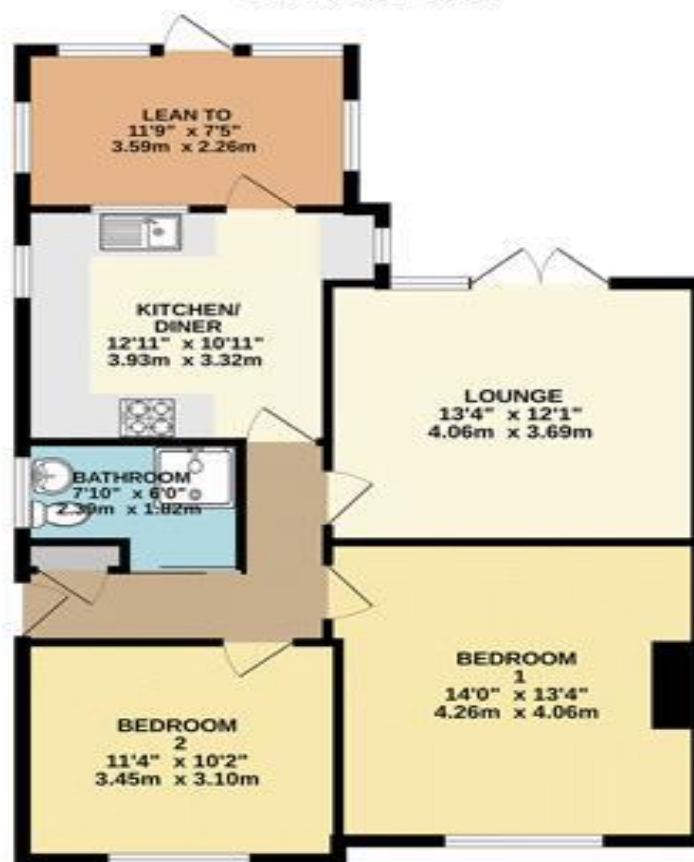 LEAN TO
11'9" x 7'5"
3.59m x 2.26m
KITCHEN/
DINER
12'11" x 10'11"
3.93m x 3.32m
LOUNGE
13'4" x 12'1"
4.06m x 3.69m
BATHROOM
7'10" x 6'0"
2.39m x 1.82m
BEDROOM
1
14'0" x 13'4"
4.26m x 4.06m
BEDROOM
2
11'4" x 10'2"
3.45m x 3.10m